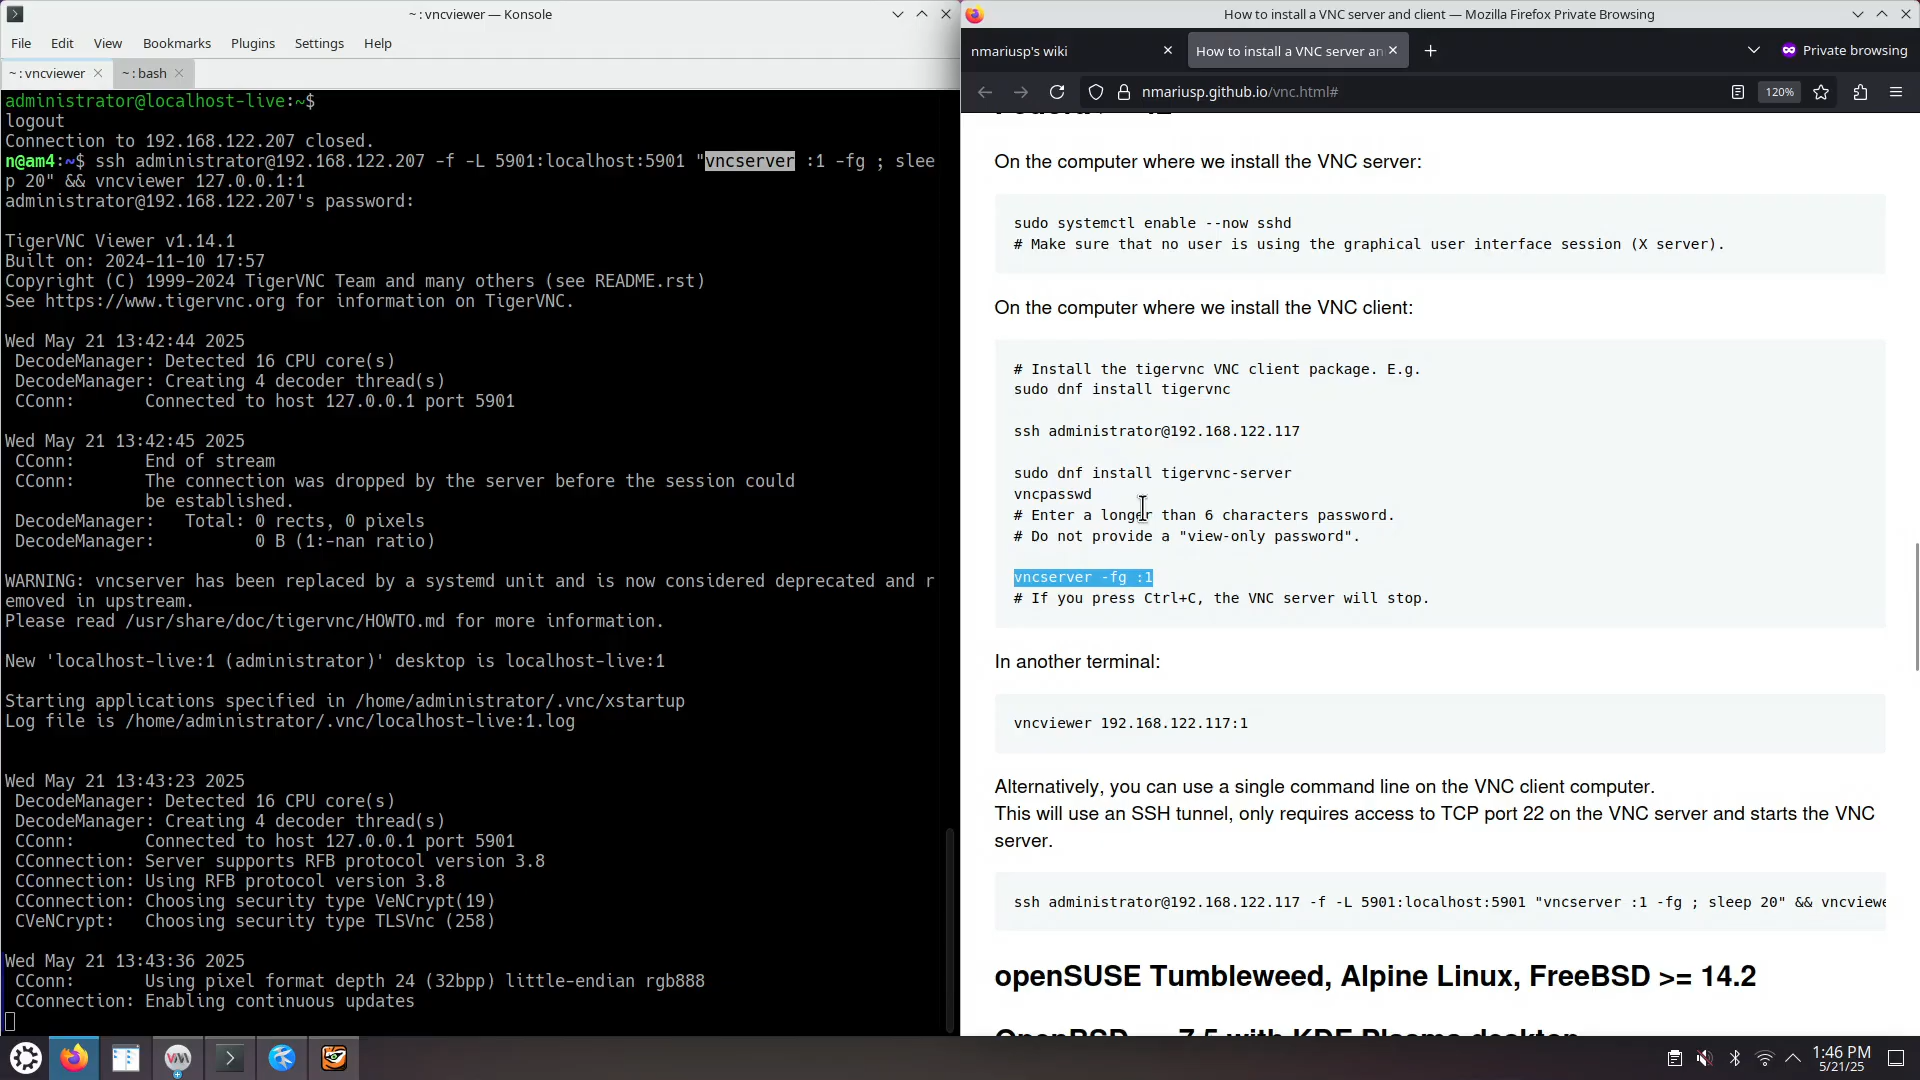 ~ : vncviewer — Konsole
File Edit View Bookmarks Plugins Settings Help
~ : vncviewer
~ : bash
administrator@localhost-live:~$
logout
Connection to 192.168.122.207 closed.
n@am4:~$ ssh administrator@192.168.122.207 -f -L 5901:localhost:5901 "vncserver :1 -fg ; slee
p 20" && vncviewer 127.0.0.1:1
administrator@192.168.122.207's password:
TigerVNC Viewer v1.14.1
Built on: 2024-11-10 17:57
Copyright (C) 1999-2024 TigerVNC Team and many others (see README.rst)
See https://www.tigervnc.org for information on TigerVNC.
Wed May 21 13:42:44 2025
DecodeManager: Detected 16 CPU core(s)
DecodeManager: Creating 4 decoder thread(s)
CConn: Connected to host 127.0.0.1 port 5901
Wed May 21 13:42:45 2025
CConn: End of stream
CConn: The connection was dropped by the server before the session could
be established.
DecodeManager: Total: 0 rects, 0 pixels
DecodeManager: 0 B (1:-nan ratio)
WARNING: vncserver has been replaced by a systemd unit and is now considered deprecated and r
emoved in upstream.
Please read /usr/share/doc/tigervnc/HOWTO.md for more information.
New 'localhost-live:1 (administrator)' desktop is localhost-live:1
Starting applications specified in /home/administrator/.vnc/xstartup
Log file is /home/administrator/.vnc/localhost-live:1.log
Wed May 21 13:43:23 2025
DecodeManager: Detected 16 CPU core(s)
DecodeManager: Creating 4 decoder thread(s)
CConn: Connected to host 127.0.0.1 port 5901
CConnection: Server supports RFB protocol version 3.8
CConnection: Using RFB protocol version 3.8
CConnection: Choosing security type VeNCrypt(19)
CVeNCrypt: Choosing security type TLSVnc (258)
Wed May 21 13:43:36 2025
CConn: Using pixel format depth 24 (32bpp) little-endian rgb888
CConnection: Enabling continuous updates
How to install a VNC server and client — Mozilla Firefox Private Browsing
nmariusp's wiki
How to install a VNC server an
Private browsing
nmariusp.github.io/vnc.html#
120%
On the computer where we install the VNC server:
sudo systemctl enable --now sshd
# Make sure that no user is using the graphical user interface session (X server).
On the computer where we install the VNC client:
# Install the tigervnc VNC client package. E.g.
sudo dnf install tigervnc
ssh administrator@192.168.122.117
sudo dnf install tigervnc-server
vncpasswd
# Enter a longer than 6 characters password.
# Do not provide a "view-only password".
vncserver -fg :1
# If you press Ctrl+C, the VNC server will stop.
In another terminal:
vncviewer 192.168.122.117:1
Alternatively, you can use a single command line on the VNC client computer.
This will use an SSH tunnel, only requires access to TCP port 22 on the VNC server and starts the VNC
server.
ssh administrator@192.168.122.117 -f -L 5901:localhost:5901 "vncserver :1 -fg ; sleep 20" && vncviewe
openSUSE Tumbleweed, Alpine Linux, FreeBSD >= 14.2
1:46 PM
5/21/25